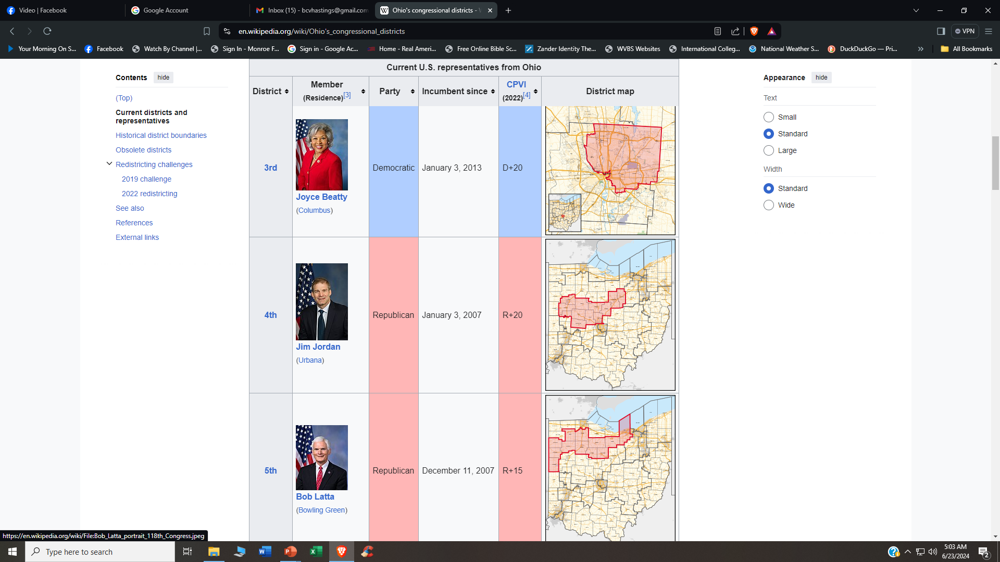 Video | Facebook
Google Account
Inbox (15) - bcvhastings@gmail.com
Ohio's congressional districts -
en.wikipedia.org/wiki/Ohio's_congressional_districts
VPN
Your Morning On S...
Facebook
Watch By Channel |...
Sign In - Monroe F...
Sign in - Google Ac...
Home - Real Ameri...
Free Online Bible Sc...
Zander Identity The...
WVBS Websites
International Colleg...
National Weather S...
DuckDuckGo — Pri...
All Bookmarks
Contents
hide
(Top)
Current districts and
representatives
Historical district boundaries
Obsolete districts
Redistricting challenges
2019 challenge
2022 redistricting
See also
References
External links
Current U.S. representatives from Ohio
District
Member
(Residence)[3]
Party
Incumbent since
CPVI
(2022)[4]
District map
3rd
Joyce Beatty
(Columbus)
Democratic
January 3, 2013
D+20
4th
Jim Jordan
(Urbana)
Republican
January 3, 2007
R+20
5th
Bob Latta
(Bowling Green)
Republican
December 11, 2007
R+15
Appearance
hide
Text
Small
Standard
Large
Width
Standard
Wide
https://en.wikipedia.org/wiki/File:Bob_Latta_portrait_118th_Congress.jpeg
Type here to search
5:03 AM
6/23/2024
2